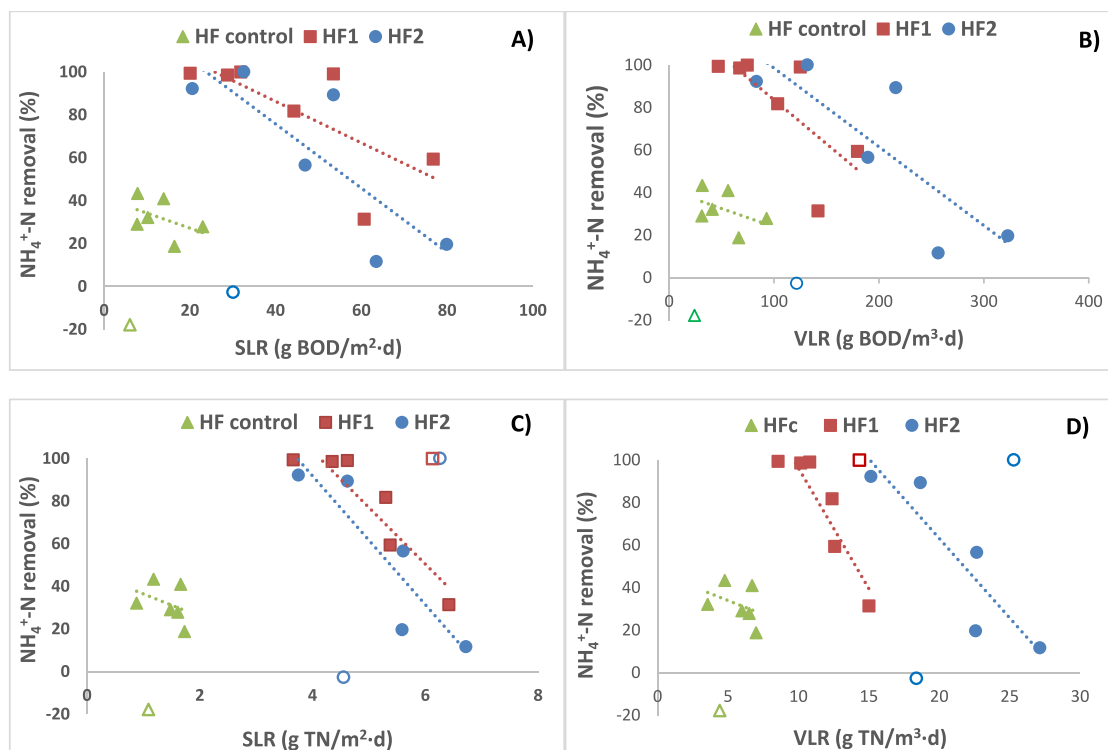 HF control HF1 HF2 A)
100
80
60
40
20
0
-20
0 20 40 60 80 100
NH₄⁺-N removal (%)
SLR (g BOD/m²·d)
HF control HF1 HF2 B)
100
80
60
40
20
0
-20
0 100 200 300 400
NH₄⁺-N removal (%)
VLR (g BOD/m³·d)
HF control HF1 HF2 C)
100
80
60
40
20
0
-20
0 2 4 6 8
NH₄⁺-N removal (%)
SLR (g TN/m²·d)
HFc HF1 HF2 D)
100
80
60
40
20
0
-20
0 5 10 15 20 25 30
NH₄⁺-N removal (%)
VLR (g TN/m³·d)